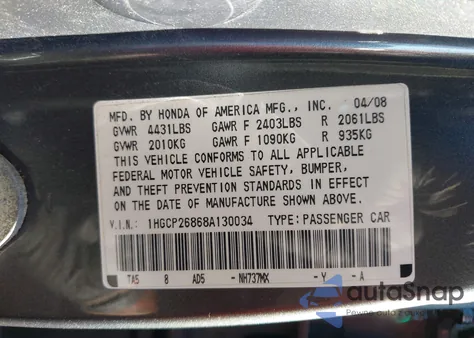 MFD. BY HONDA OF AMERICA MFG., INC. 04/08
GVWR 4431LBS GAWR F 2403LBS R 2061LBS
GVWR 2010KG GAWR F 1090KG R 935KG
THIS VEHICLE CONFORMS TO ALL APPLICABLE
FEDERAL MOTOR VEHICLE SAFETY, BUMPER,
AND THEFT PREVENTION STANDARDS IN EFFECT
ON THE DATE OF MANUFACTURE SHOWN ABOVE.
V.I.N.: 1HGCP26868A130034 TYPE: PASSENGER CAR
TA5 8 AD5 -NH737MX -Y -A
autoSnap
Pewne auto z